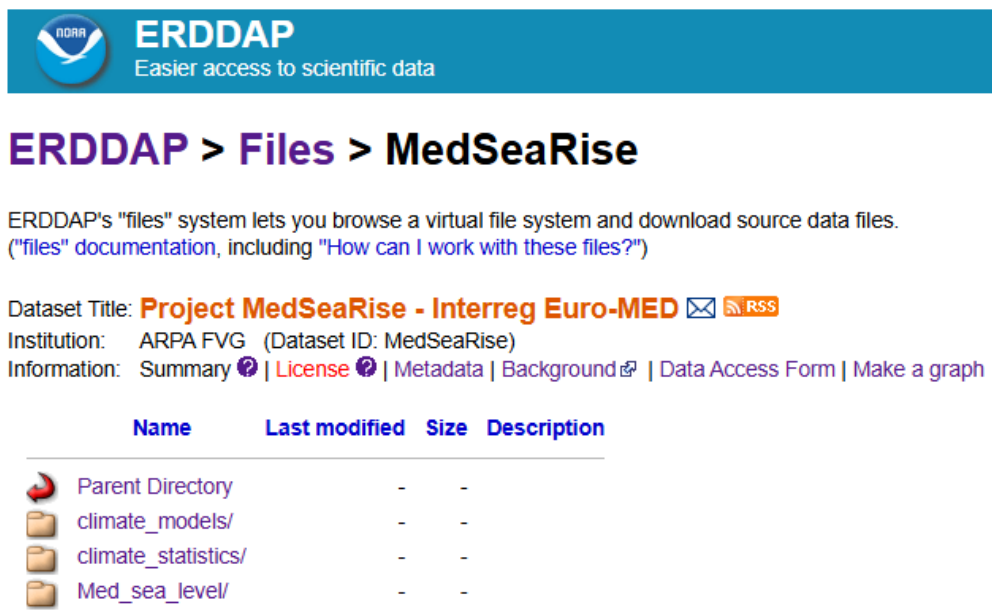 NOAA
ERDDAP
Easier access to scientific data
ERDDAP > Files > MedSeaRise
ERDDAP's "files" system lets you browse a virtual file system and download source data files.
("files" documentation, including "How can I work with these files?")
Dataset Title: Project MedSeaRise - Interreg Euro-MED RSS
Institution: ARPA FVG (Dataset ID: MedSeaRise)
Information: Summary ? | License ? | Metadata | Background | Data Access Form | Make a graph
Name Last modified Size Description
Parent Directory - -
climate_models/ - -
climate_statistics/ - -
Med_sea_level/ - -